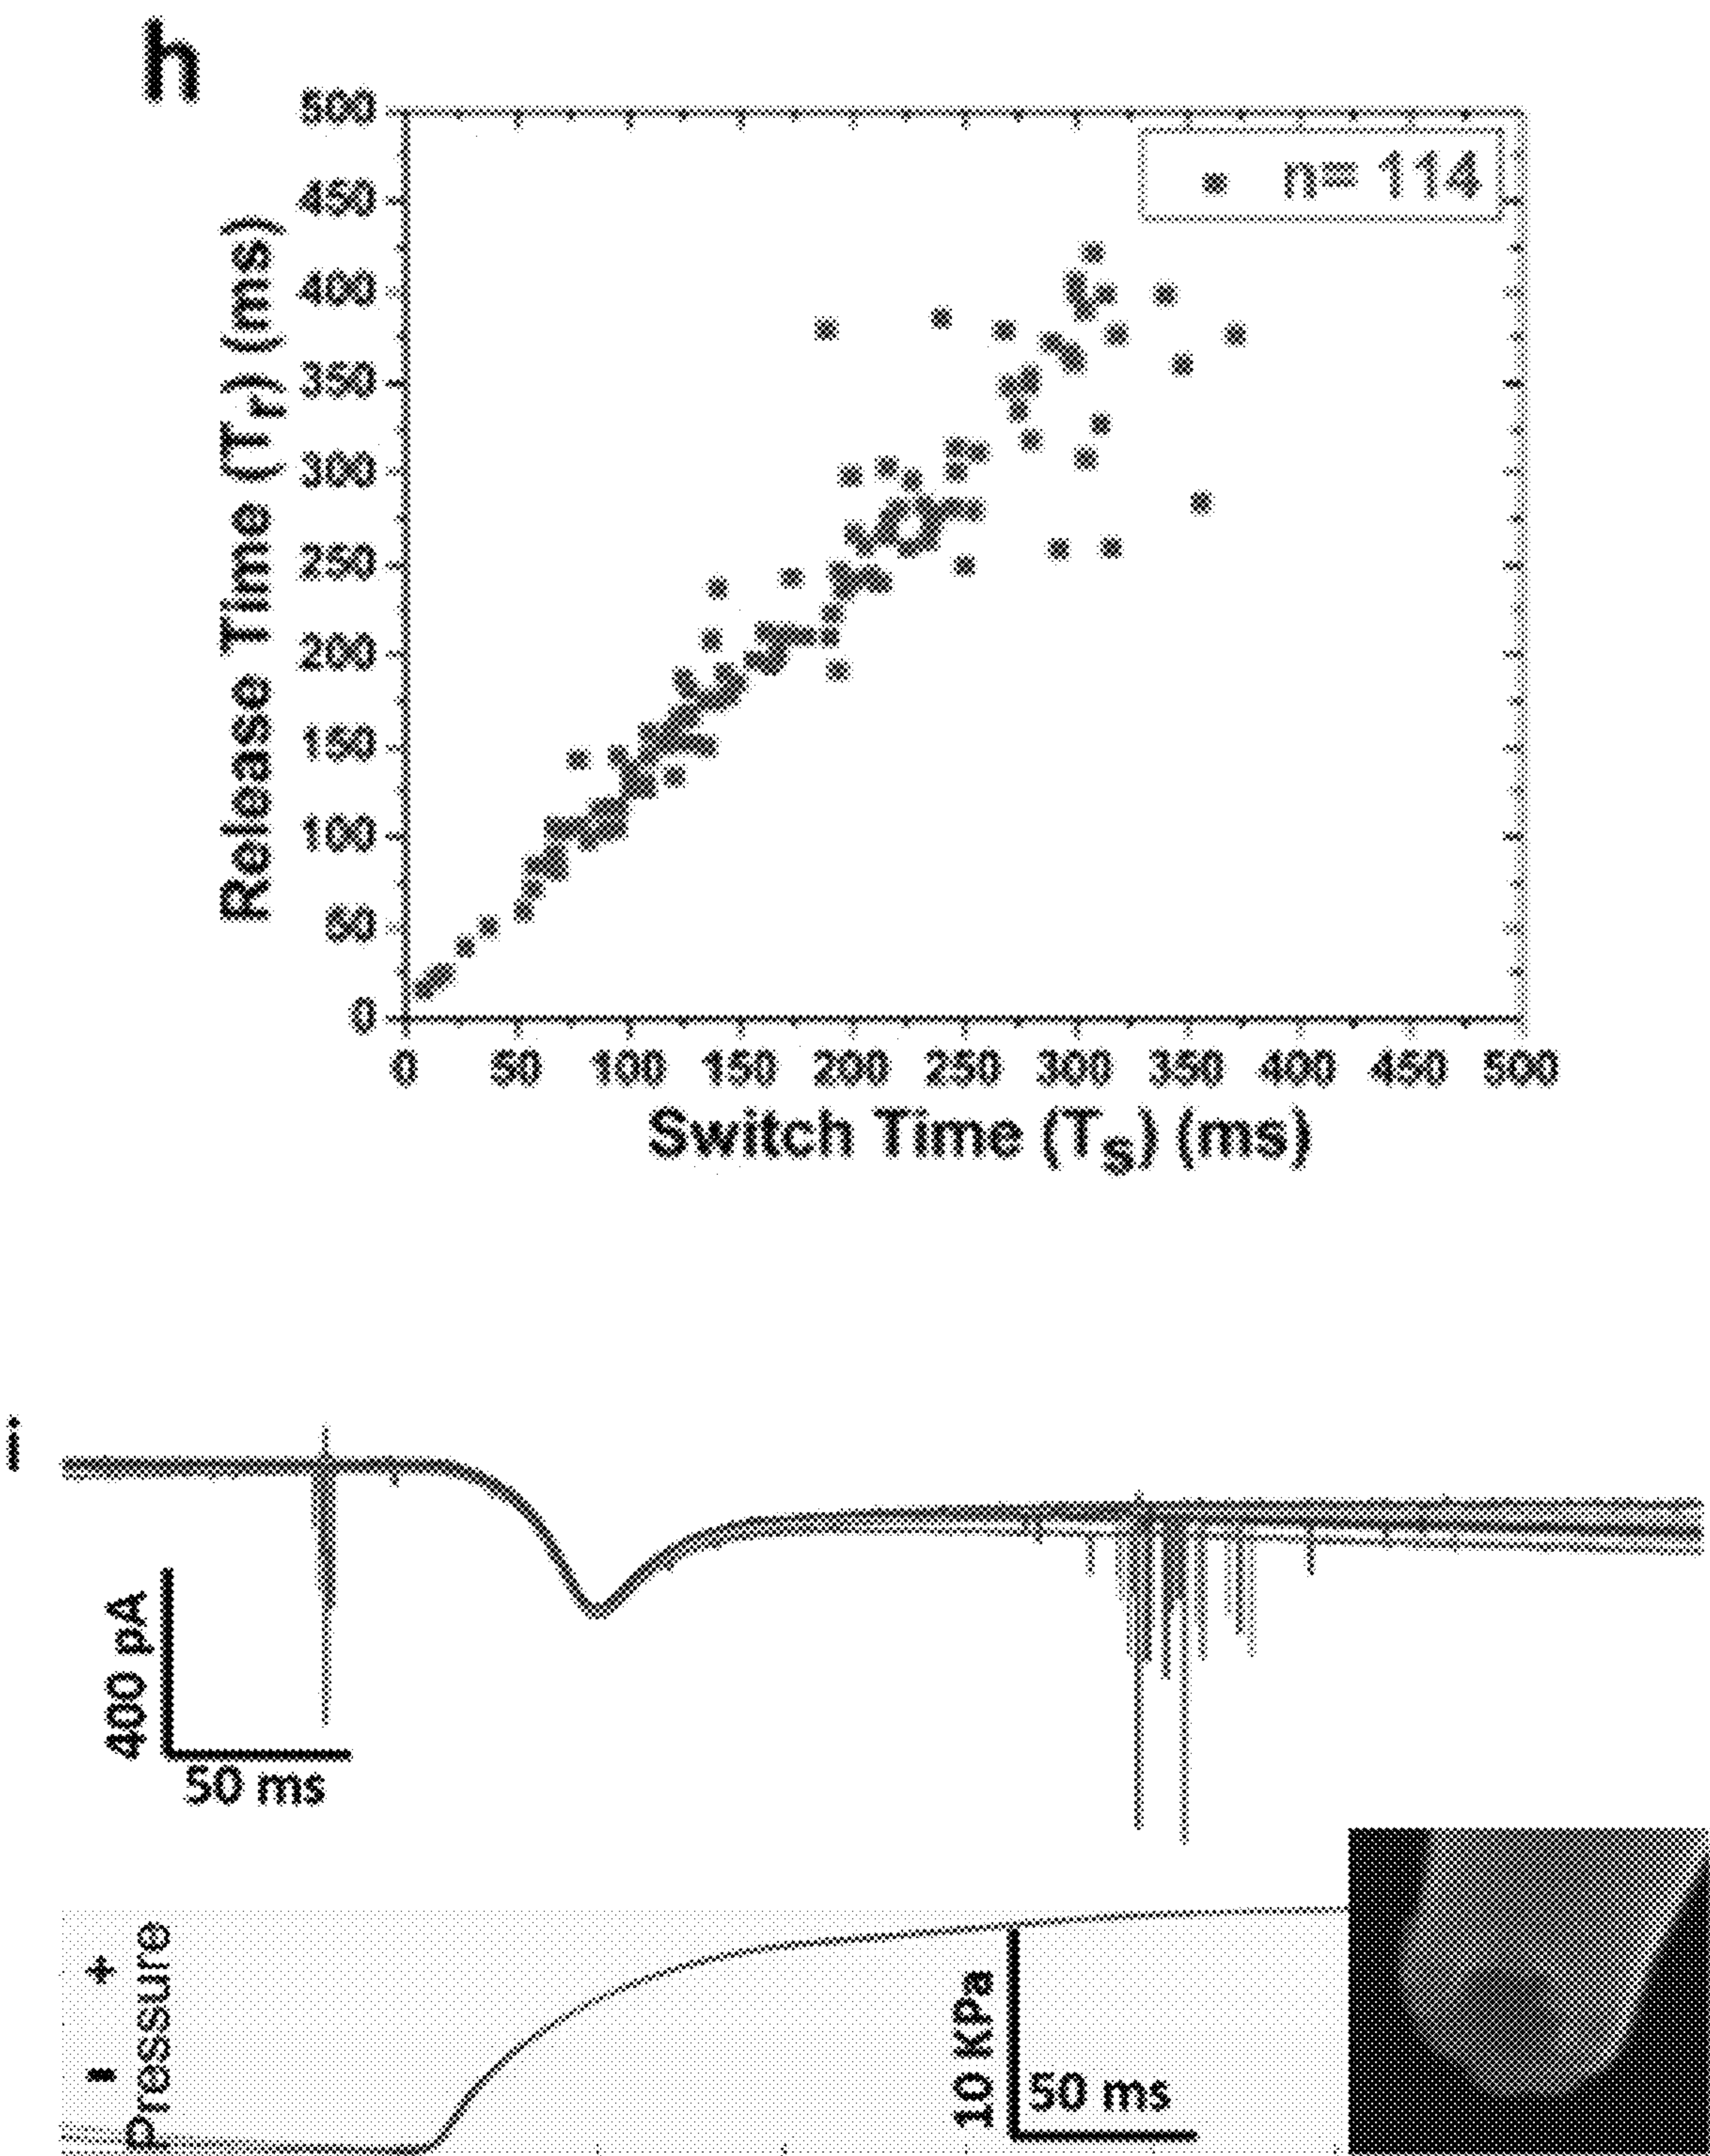 h
500
450
400
350
300
250
200
150
100
50
0
Release Time (Tr) (ms)
n= 114
0 50 100 150 200 250 300 350 400 450 500
Switch Time (Ts) (ms)
i
400 pA
50 ms
- +
Pressure
10 KPa
50 ms